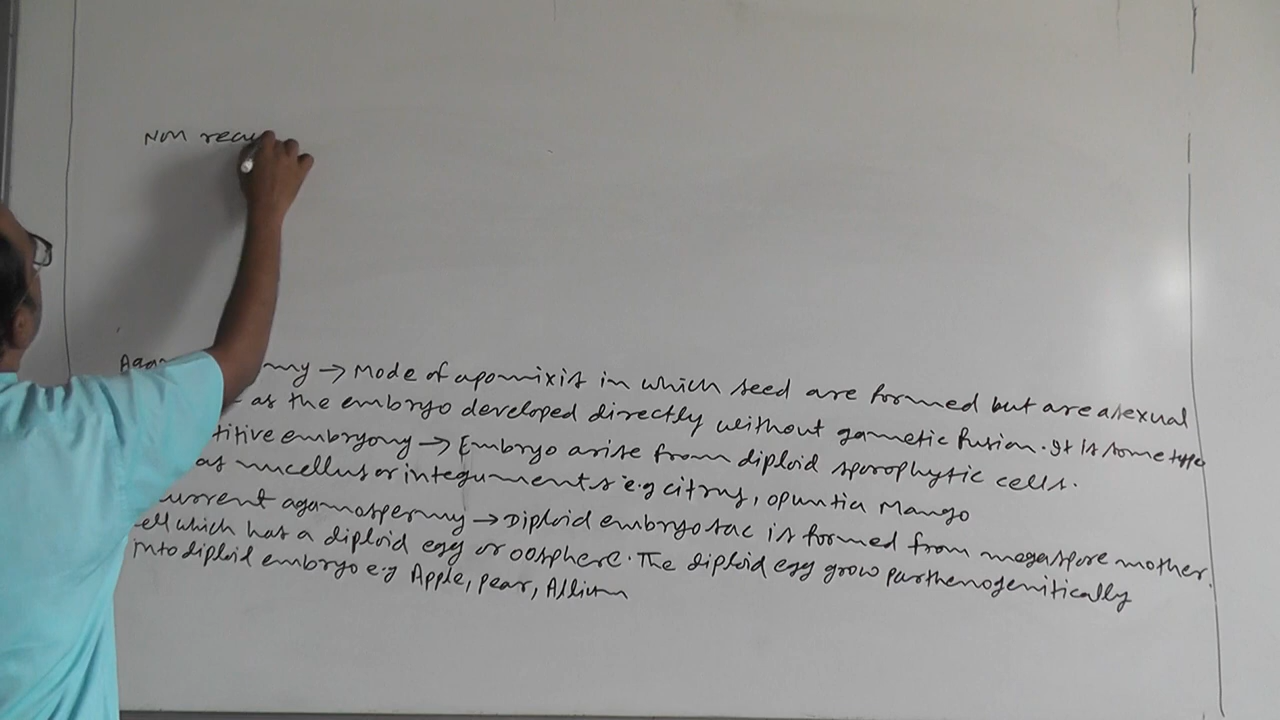 Non recu
Aga mmy → Mode of apomixis in which seed are formed but are asexual
as the embryo developed directly without gametic fusion. It is some type
titive embryony → Embryo arise from diploid sporophytic cells.
as nucellus or integuments e.g citrus, opuntia Mango
current agamospermy → Diploid embryo sac is formed from megaspore mother
ell which has a diploid egg or oosphere. The diploid egg grow parthenogenitically
into diploid embryo e.g Apple, pear, Allium